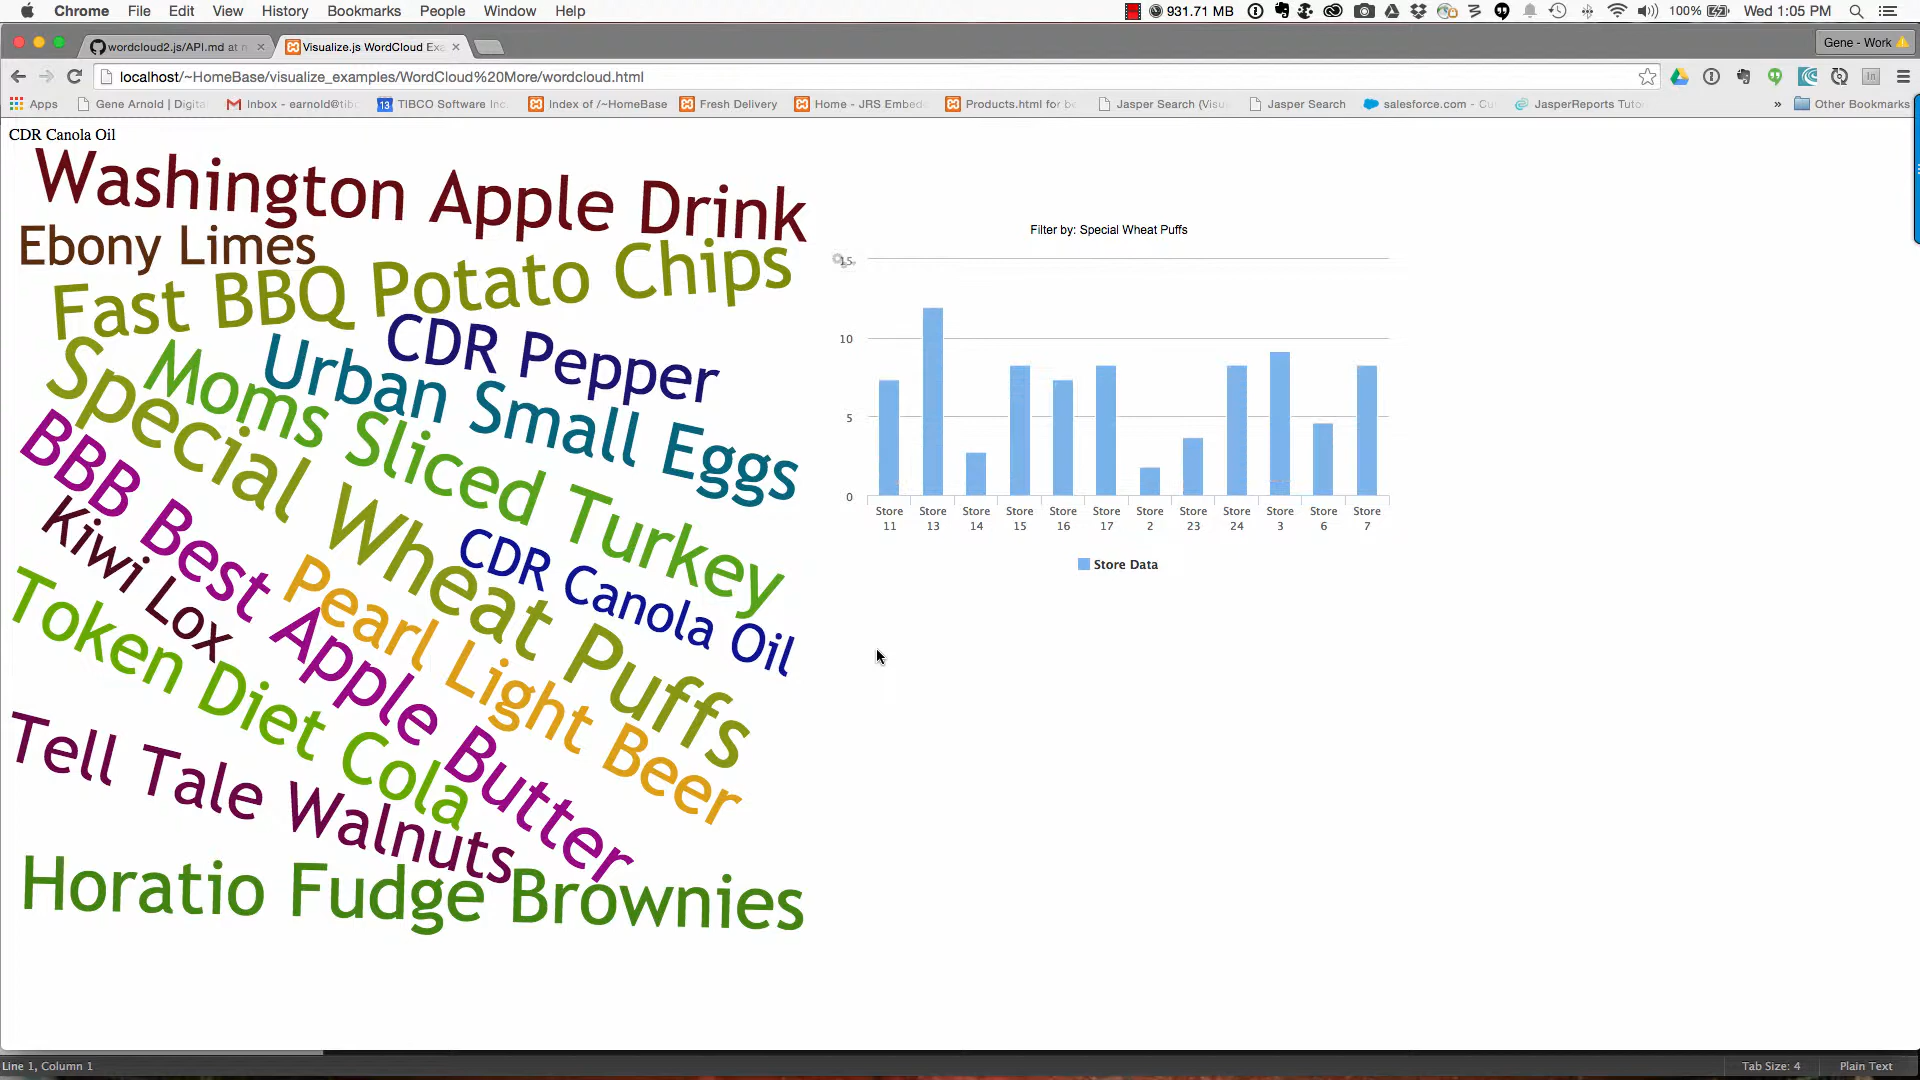 Chrome File Edit View History Bookmarks People Window Help 931.71 MB 100% Wed 1:05 PM
wordcloud2.js/API.md at Visualize.js WordCloud Exa Gene - Work
localhost/~HomeBase/visualize_examples/WordCloud%20More/wordcloud.html
Apps Gene Arnold | Digita Inbox - earnold@tibc 13 TIBCO Software Inc. Index of /~HomeBase Fresh Delivery Home - JRS Embed Products.html for be Jasper Search (Visu Jasper Search salesforce.com - Cu JasperReports Tuto » Other Bookmarks
CDR Canola Oil
Washington Apple Drink
Ebony Limes
Fast BBQ Potato Chips
CDR Pepper
Urban Small Eggs
Moms Sliced Turkey
Special Wheat Puffs
BBB Best Apple Butter
Kiwi Lox
CDR Canola Oil
Pearl Light Beer
Token Diet Cola
Tell Tale Walnuts
Horatio Fudge Brownies
Filter by: Special Wheat Puffs
15
10
5
0
Store Store Store Store Store Store Store Store Store Store Store Store
11 13 14 15 16 17 2 23 24 3 6 7
Store Data
Line 1, Column 1 Tab Size: 4 Plain Text